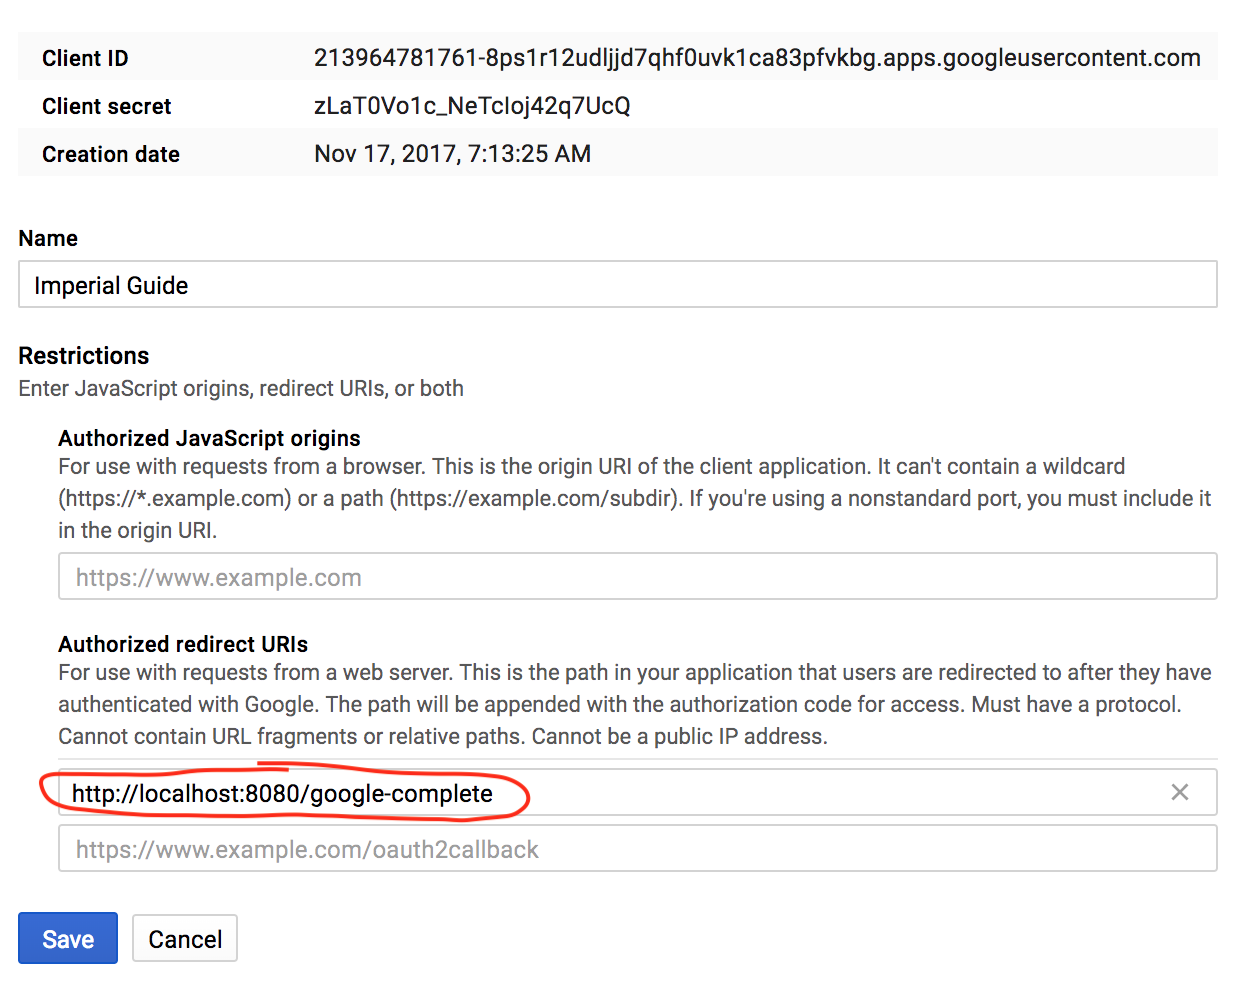 Client ID 213964781761-8ps1r12udljjd7qhf0uvk1ca83pfvkbg.apps.googleusercontent.com
Client secret zLaT0Vo1c_NeTcIoj42q7UcQ
Creation date Nov 17, 2017, 7:13:25 AM
Name
Imperial Guide
Restrictions
Enter JavaScript origins, redirect URIs, or both
Authorized JavaScript origins
For use with requests from a browser. This is the origin URI of the client application. It can't contain a wildcard
(https://*.example.com) or a path (https://example.com/subdir). If you're using a nonstandard port, you must include it
in the origin URI.
https://www.example.com
Authorized redirect URIs
For use with requests from a web server. This is the path in your application that users are redirected to after they have
authenticated with Google. The path will be appended with the authorization code for access. Must have a protocol.
Cannot contain URL fragments or relative paths. Cannot be a public IP address.
http://localhost:8080/google-complete
https://www.example.com/oauth2callback
Save Cancel